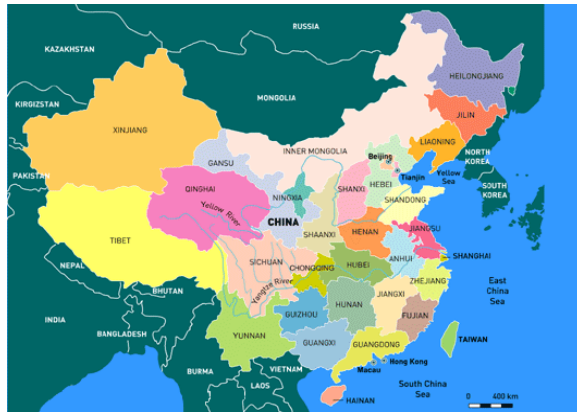 RUSSIA
KAZAKHSTAN
HEILONGJIANG
MONGOLIA
KIRGIZSTAN
JILIN
XINJIANG
LIAONING
INNER MONGOLIA
Beijing
NORTH
KOREA
GANSU
Tianjin
Yellow
Sea
PAKISTAN
HEBEI
SHANXI
QINGHAI
NINGXIA
SHANDONG
SOUTH
KOREA
Yellow River
CHINA
JIANGSU
HENAN
SHAANXI
TIBET
SHANGHAI
ANHUI
SICHUAN
CHONGQING
HUBEI
NEPAL
ZHEJIANG
East
China
Sea
Yangtze River
BHUTAN
JIANGXI
HUNAN
GUIZHOU
FUJIAN
INDIA
BANGLADESH
YUNNAN
GUANGXI
GUANGDONG
TAIWAN
Hong Kong
Macau
BURMA
VIETNAM
LAOS
South China
Sea
HAINAN
0 400 km